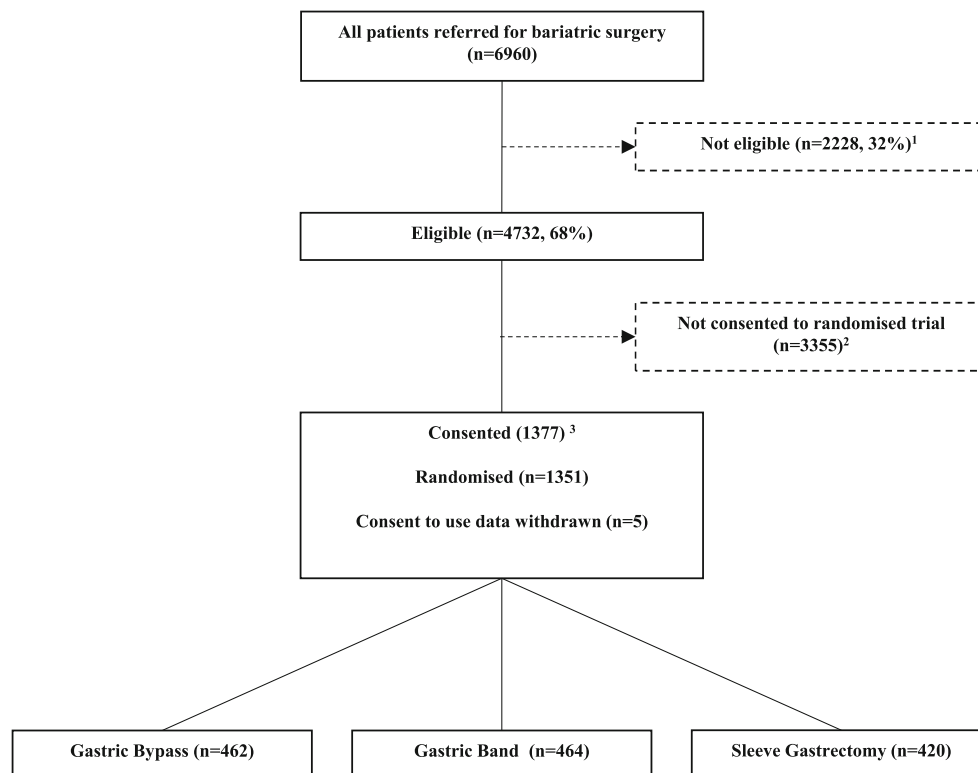 All patients referred for bariatric surgery
(n=6960)
Not eligible (n=2228, 32%)¹
Eligible (n=4732, 68%)
Not consented to randomised trial
(n=3355)²
Consented (1377) ³
Randomised (n=1351)
Consent to use data withdrawn (n=5)
Gastric Bypass (n=462)
Gastric Band (n=464)
Sleeve Gastrectomy (n=420)